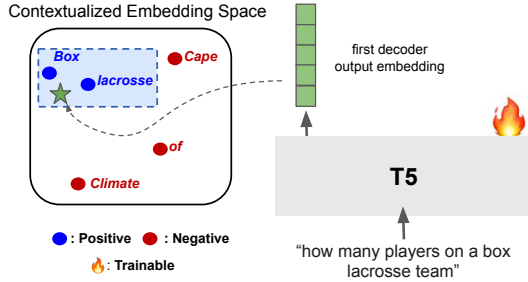 Contextualized Embedding Space
Box
lacrosse
Cape
of
Climate
: Positive
: Negative
: Trainable
first decoder
output embedding
T5
“how many players on a box
lacrosse team”